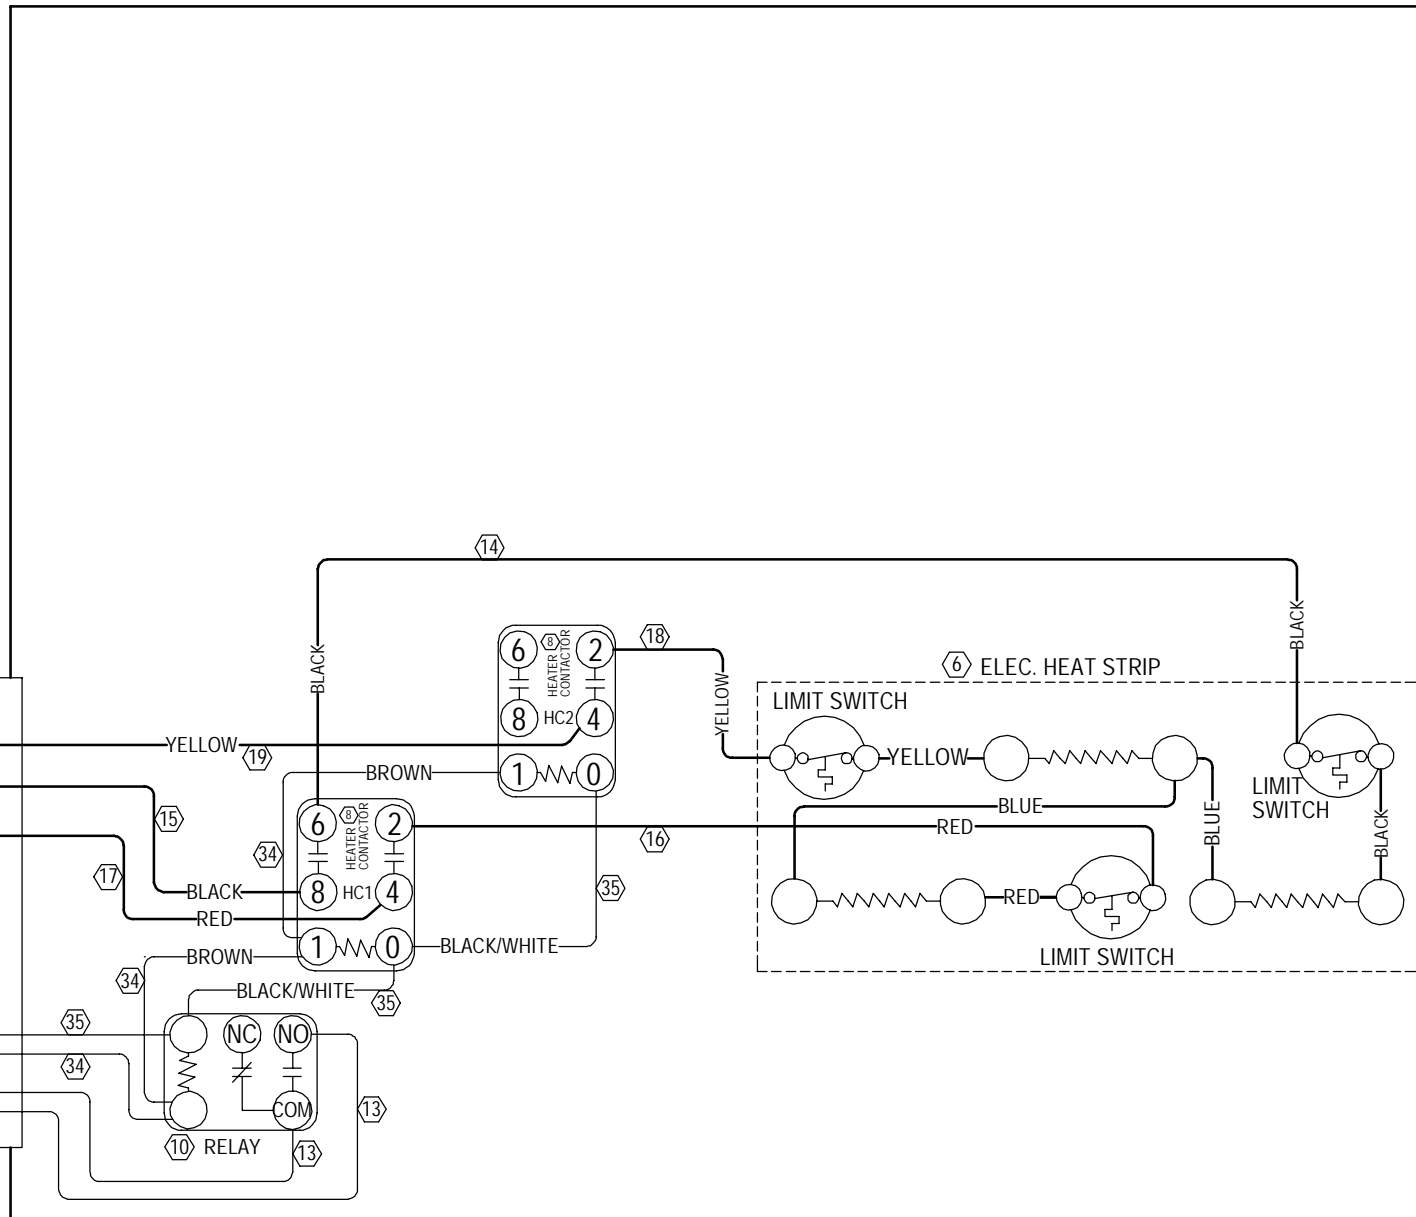 14
BLACK
BLACK
18
6 ELEC. HEAT STRIP
6 8 2
HEATER
CONTACTOR
8 HC2 4
1 0
YELLOW
LIMIT SWITCH
YELLOW
YELLOW
19
BROWN
LIMIT
SWITCH
BLUE
BLUE
BLACK
15
6 8 2
HEATER
CONTACTOR
8 HC1 4
1 0
RED
16
34
17
BLACK
RED
35
RED
LIMIT SWITCH
BLACK/WHITE
BROWN
34
BLACK/WHITE
35
35
34
NC NO
COM
13
10 RELAY
13